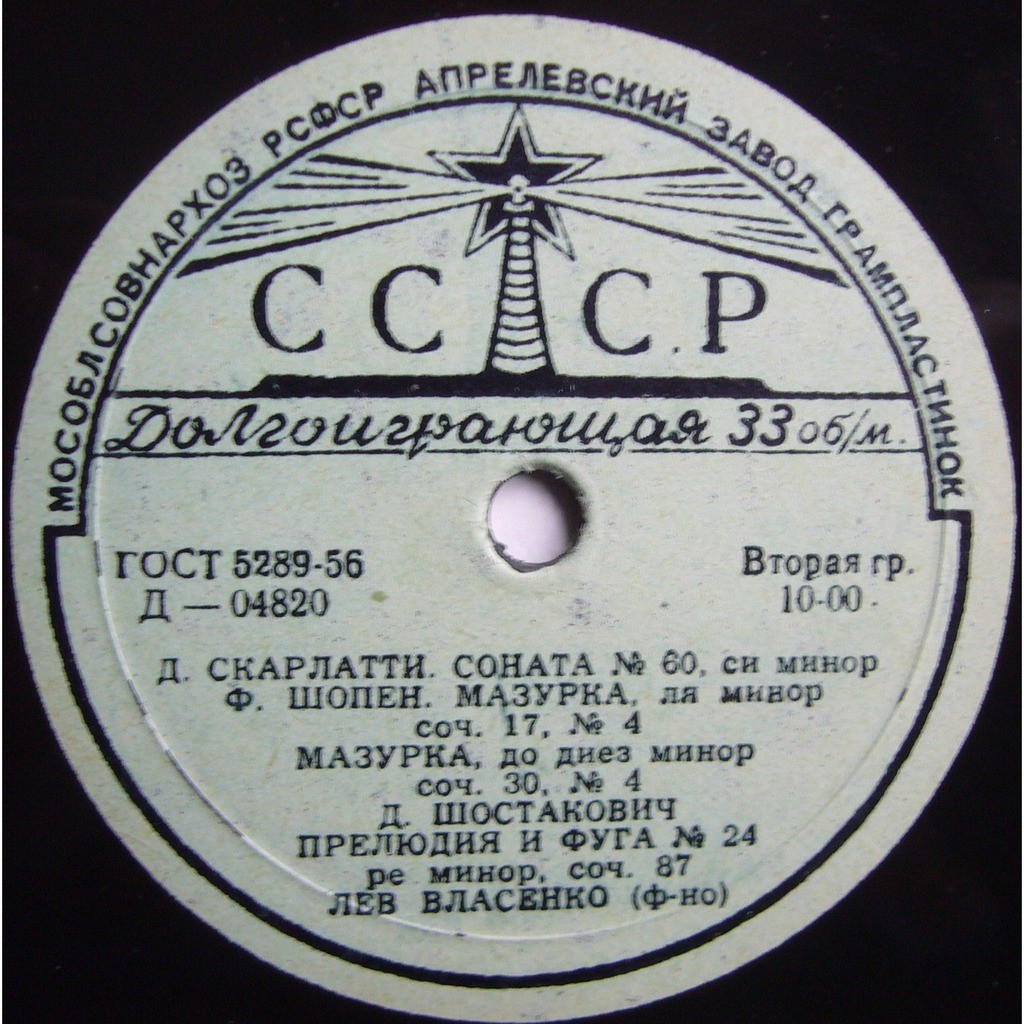 МОСОБЛСОВНАРХОЗ РСФСР АПРЕЛЕВСКИЙ ЗАВОД ГРАМПЛАСТИНОК
СССР
Долгоиграющая 33 об/м.
ГОСТ 5289-56
Вторая гр.
Д — 04820
10-00
Д. СКАРЛАТТИ. СОНАТА № 60, си минор
Ф. ШОПЕН. МАЗУРКА, ля минор
соч. 17, № 4
МАЗУРКА, до диез минор
соч. 30, № 4
Д. ШОСТАКОВИЧ
ПРЕЛЮДИЯ И ФУГА № 24
ре минор, соч. 87
ЛЕВ ВЛАСЕНКО (ф-но)